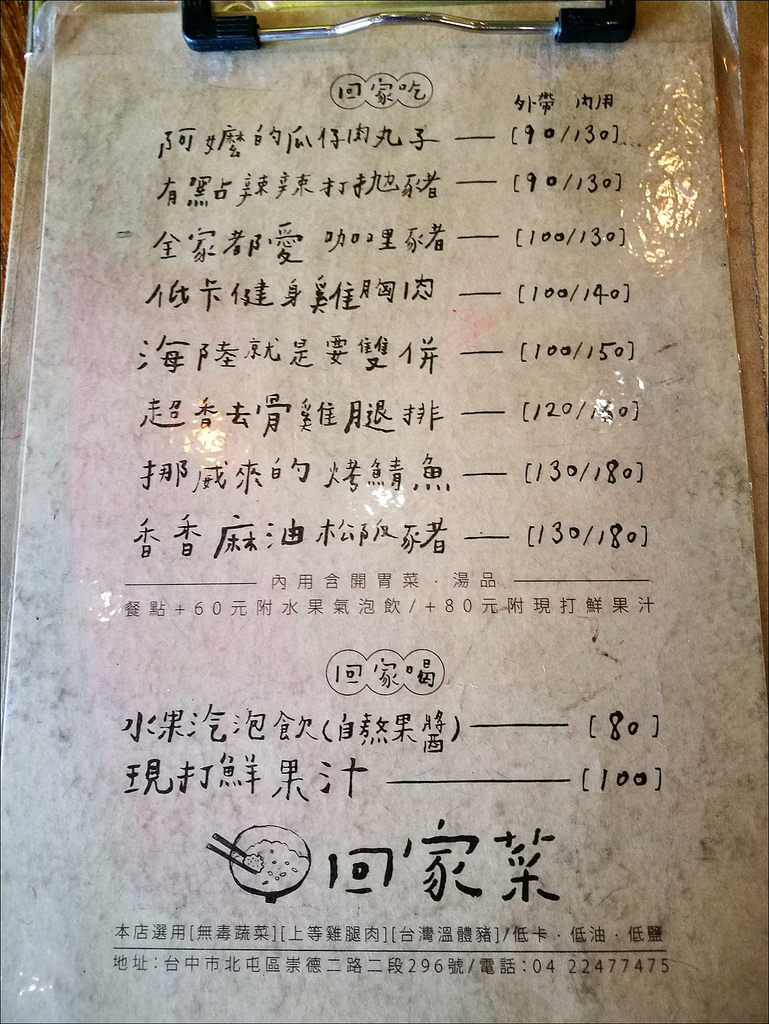 回家吃
外帶 內用
阿嬤的瓜仔肉丸子 — [90/130]
有點辣辣打拋豬 — [90/130]
全家都愛 咖哩豬 — [100/130]
低卡健身雞胸肉 — [100/140]
海陸就是要雙併 — [100/150]
超香去骨雞腿排 — [120/
挪威來的 烤鯖魚 — [130/180]
香香麻油松阪豬 — [130/180]
內用含開胃菜．湯品
餐點+60元附水果氣泡飲/+80元附現打鮮果汁
回家喝
水果汽泡飲(自熬果醬) — [80]
現打鮮果汁 — [100]
回家菜
本店選用[無毒蔬菜][上等雞腿肉][台灣溫體豬]/低卡．低油．低鹽
地址:台中市北屯區崇德二路二段296號/電話:04 22477475